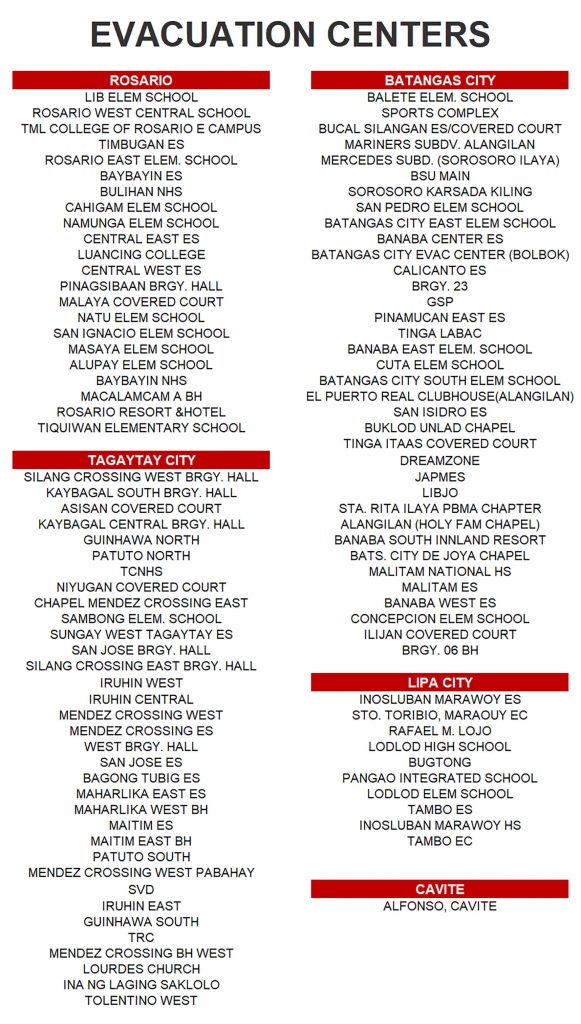 EVACUATION CENTERS
ROSARIO
LIB ELEM SCHOOL
ROSARIO WEST CENTRAL SCHOOL
TML COLLEGE OF ROSARIO E CAMPUS
TIMBUGAN ES
ROSARIO EAST ELEM. SCHOOL
BAYBAYIN ES
BULIHAN NHS
CAHIGAM ELEM SCHOOL
NAMUNGA ELEM SCHOOL
CENTRAL EAST ES
LUANCING COLLEGE
CENTRAL WEST ES
PINAGSIBAAN BRGY. HALL
MALAYA COVERED COURT
NATU ELEM SCHOOL
SAN IGNACIO ELEM SCHOOL
MASAYA ELEM SCHOOL
ALUPAY ELEM SCHOOL
BAYBAYIN NHS
MACALAMCAM A BH
ROSARIO RESORT &HOTEL
TIQUIWAN ELEMENTARY SCHOOL
TAGAYTAY CITY
SILANG CROSSING WEST BRGY. HALL
KAYBAGAL SOUTH BRGY. HALL
ASISAN COVERED COURT
KAYBAGAL CENTRAL BRGY. HALL
GUINHAWA NORTH
PATUTO NORTH
TCNHS
NIYUGAN COVERED COURT
CHAPEL MENDEZ CROSSING EAST
SAMBONG ELEM. SCHOOL
SUNGAY WEST TAGAYTAY ES
SAN JOSE BRGY. HALL
SILANG CROSSING EAST BRGY. HALL
IRUHIN WEST
IRUHIN CENTRAL
MENDEZ CROSSING WEST
MENDEZ CROSSING ES
WEST BRGY. HALL
SAN JOSE ES
BAGONG TUBIG ES
MAHARLIKA EAST ES
MAHARLIKA WEST BH
MAITIM ES
MAITIM EAST BH
PATUTO SOUTH
MENDEZ CROSSING WEST PABAHAY
SVD
IRUHIN EAST
GUINHAWA SOUTH
TRC
MENDEZ CROSSING BH WEST
LOURDES CHURCH
INA NG LAGING SAKLOLO
TOLENTINO WEST
BATANGAS CITY
BALETE ELEM. SCHOOL
SPORTS COMPLEX
BUCAL SILANGAN ES/COVERED COURT
MARINERS SUBDV. ALANGILAN
MERCEDES SUBD. (SOROSORO ILAYA)
BSU MAIN
SOROSORO KARSADA KILING
SAN PEDRO ELEM SCHOOL
BATANGAS CITY EAST ELEM SCHOOL
BANABA CENTER ES
BATANGAS CITY EVAC CENTER (BOLBOK)
CALICANTO ES
BRGY. 23
GSP
PINAMUCAN EAST ES
TINGA LABAC
BANABA EAST ELEM. SCHOOL
CUTA ELEM SCHOOL
BATANGAS CITY SOUTH ELEM SCHOOL
EL PUERTO REAL CLUBHOUSE(ALANGILAN)
SAN ISIDRO ES
BUKLOD UNLAD CHAPEL
TINGA ITAAS COVERED COURT
DREAMZONE
JAPMES
LIBJO
STA. RITA ILAYA PBMA CHAPTER
ALANGILAN (HOLY FAM CHAPEL)
BANABA SOUTH INNLAND RESORT
BATS. CITY DE JOYA CHAPEL
MALITAM NATIONAL HS
MALITAM ES
BANABA WEST ES
CONCEPCION ELEM SCHOOL
ILIJAN COVERED COURT
BRGY. 06 BH
LIPA CITY
INOSLUBAN MARAWOY ES
STO. TORIBIO, MARAOUY EC
RAFAEL M. LOJO
LODLOD HIGH SCHOOL
BUGTONG
PANGAO INTEGRATED SCHOOL
LODLOD ELEM SCHOOL
TAMBO ES
INOSLUBAN MARAWOY HS
TAMBO EC
CAVITE
ALFONSO, CAVITE